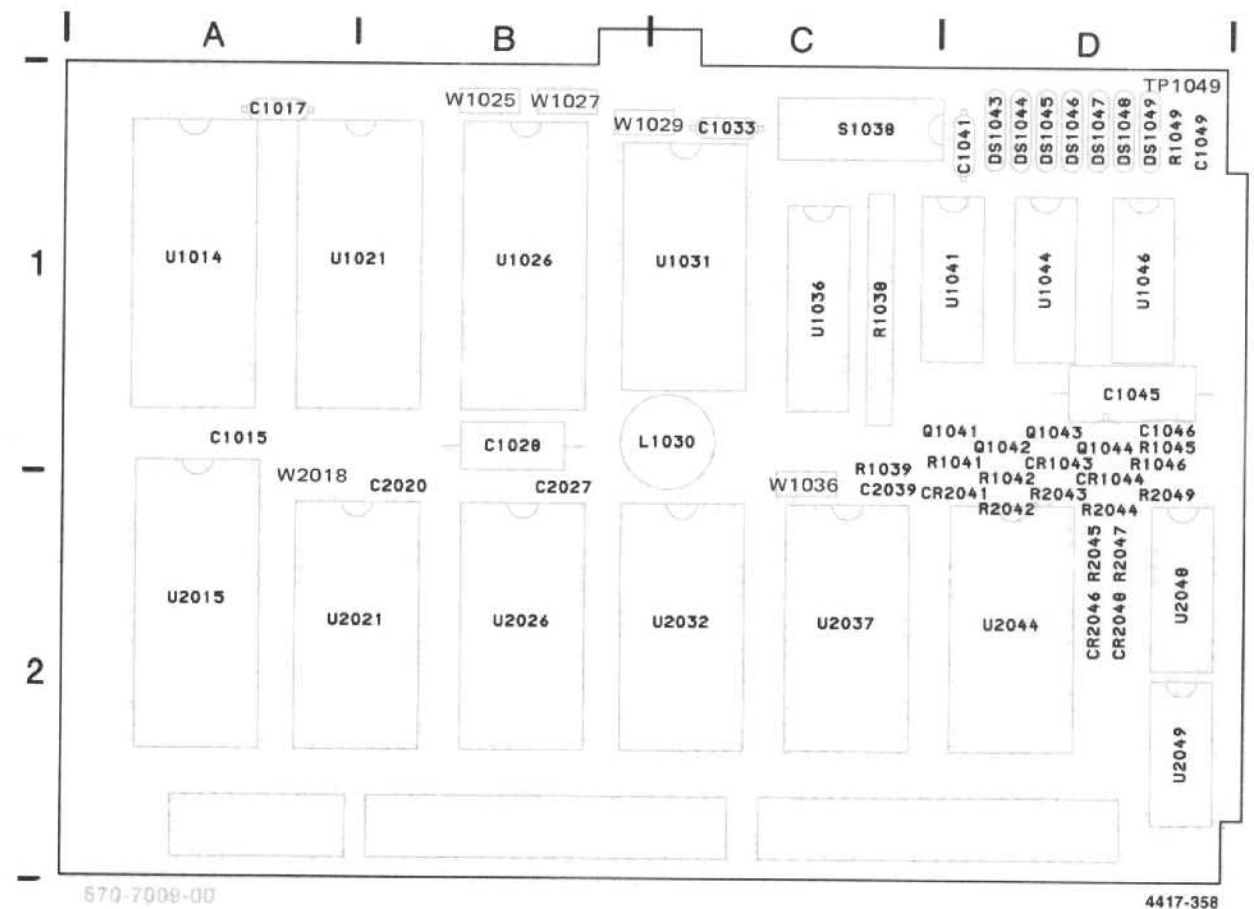 A B C D
TP1049
C1017 W1025 W1027 W1029 C1033 S1038 C1041 DS1043 DS1044 DS1045 DS1046 DS1047 DS1048 DS1049 R1049 C1049
1
U1014 U1021 U1026 U1031 U1036 R1038 U1041 U1044 U1046
C1045
C1015 C1028 L1030
Q1041 Q1043 C1046
Q1042 Q1044 R1045
R1041 CR1043 R1046
R1039 R1042 CR1044
W2018 C2020 C2027 W1036 C2039 CR2041 R2043 R2049
R2042 R2044
R2045 R2047
CR2046 CR2048
U2015 U2021 U2026 U2032 U2037 U2044 U2048
2
U2049
670-7009-00
4417-358